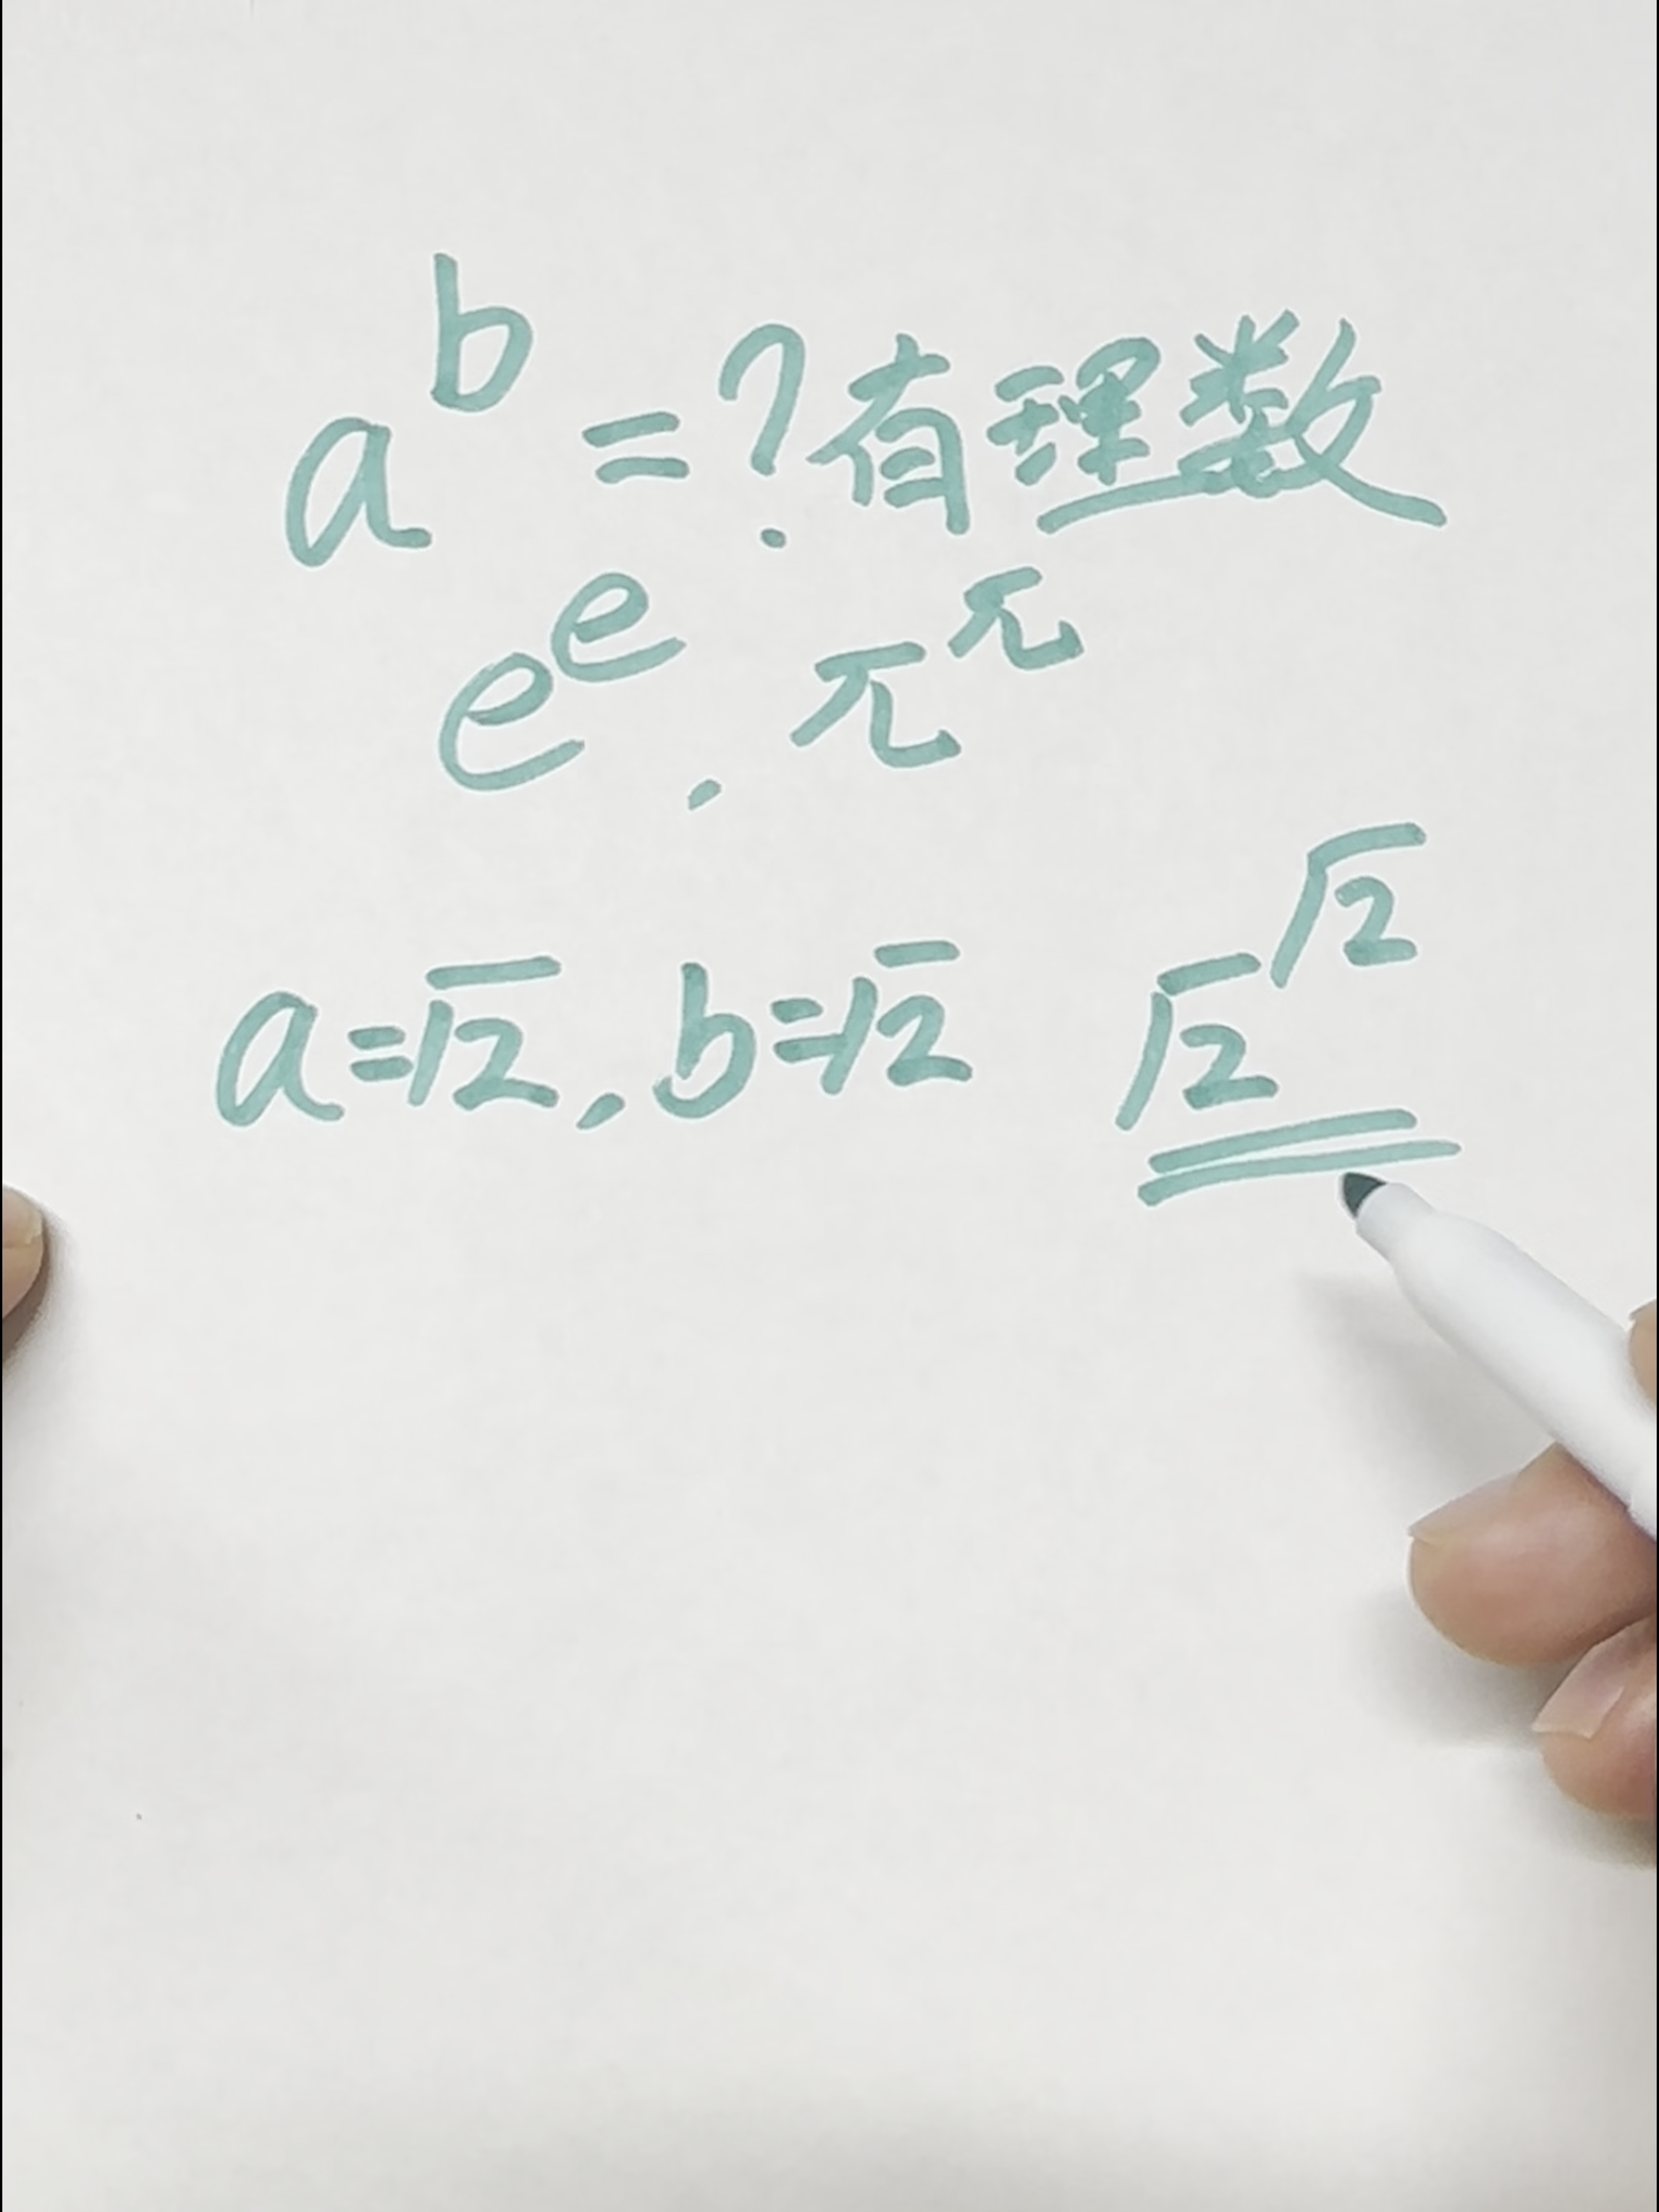 a^b = ? 有理数
e^e , π^π
a=√2, b=√2 √2^√2